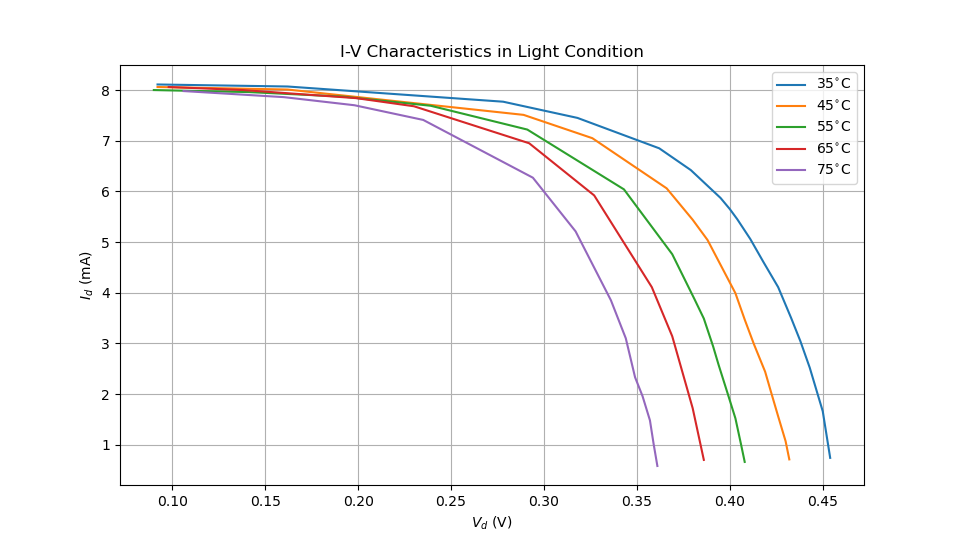 I-V Characteristics in Light Condition
35°C
45°C
55°C
65°C
75°C
8
7
6
5
4
3
2
1
I_d (mA)
0.10 0.15 0.20 0.25 0.30 0.35 0.40 0.45
V_d (V)